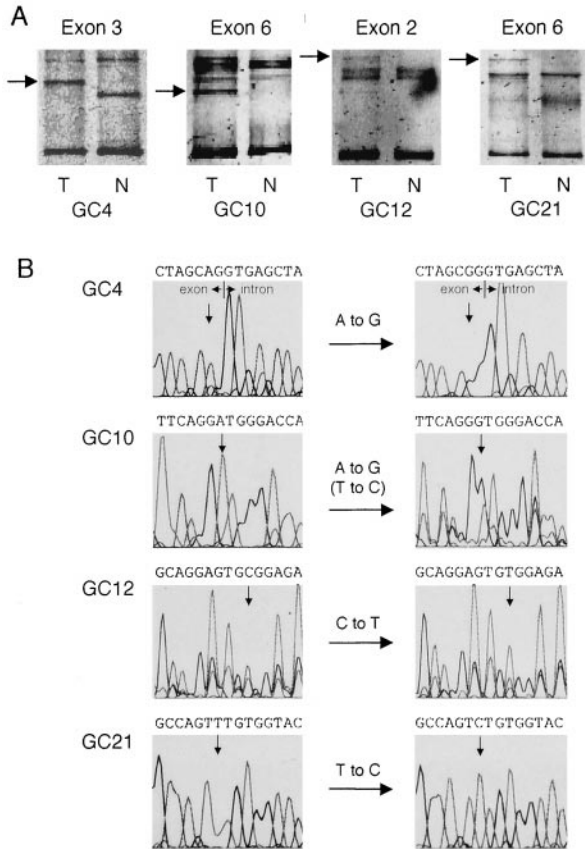 A
Exon 3 Exon 6 Exon 2 Exon 6
T N T N T N T N
GC4 GC10 GC12 GC21
B
CTAGCAGGTGAGCTA CTAGCGGGTGAGCTA
GC4
exon intron exon intron
A to G
TTCAGGATGGGACCA TTCAGGGTGGGACCA
GC10
A to G
(T to C)
GCAGGAGTGCGGAGA GCAGGAGTGTGGAGA
GC12
C to T
GCCAGTTTGTGGTAC GCCAGTCTGTGGTAC
GC21
T to C